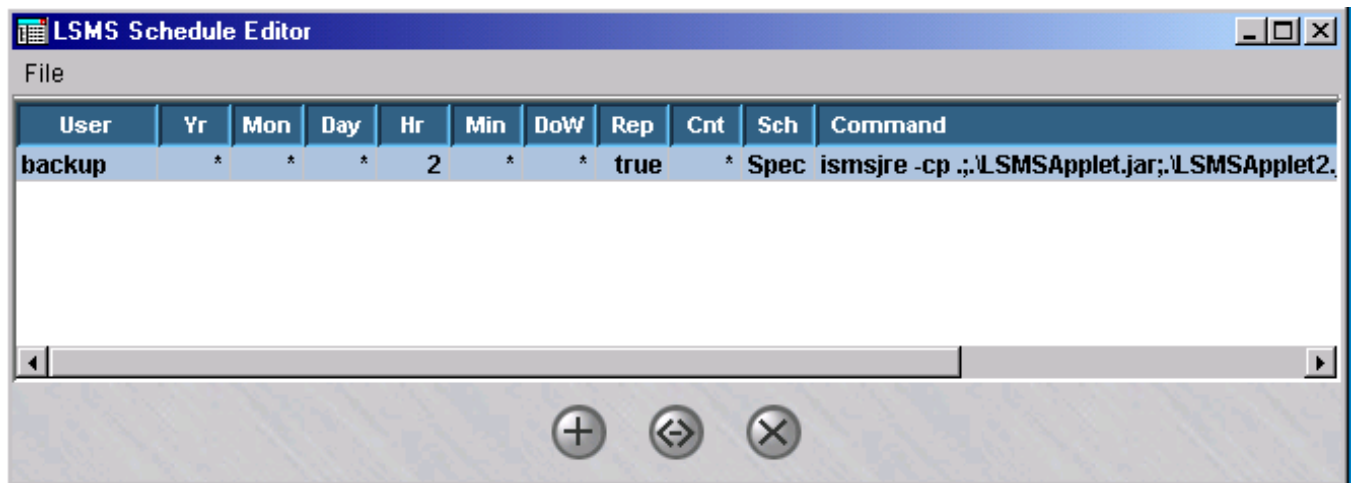 LSMS Schedule Editor
File
User Yr Mon Day Hr Min DoW Rep Cnt Sch Command
backup * * * 2 * * true * Spec ismsjre -cp .;.\LSMSApplet.jar;.\LSMSApplet2.